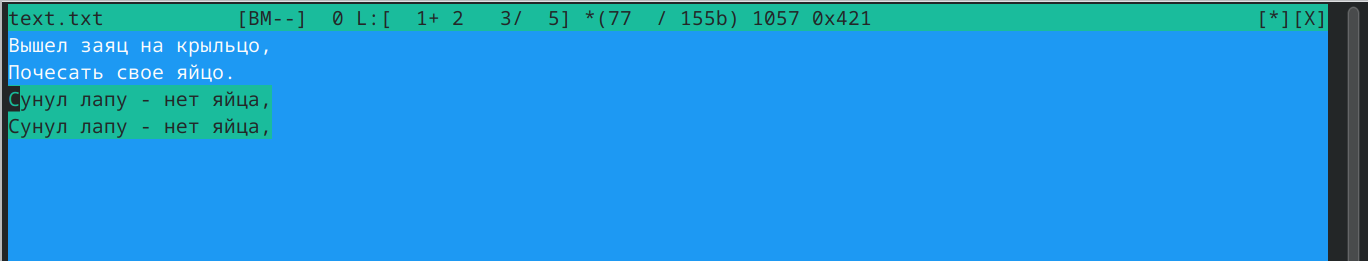 text.txt [BM--] 0 L:[ 1+ 2 3/ 5] *(77 / 155b) 1057 0x421 [*][X]
Вышел заяц на крыльцо,
Почесать свое яйцо.
Сунул лапу - нет яйца,
Сунул лапу - нет яйца,